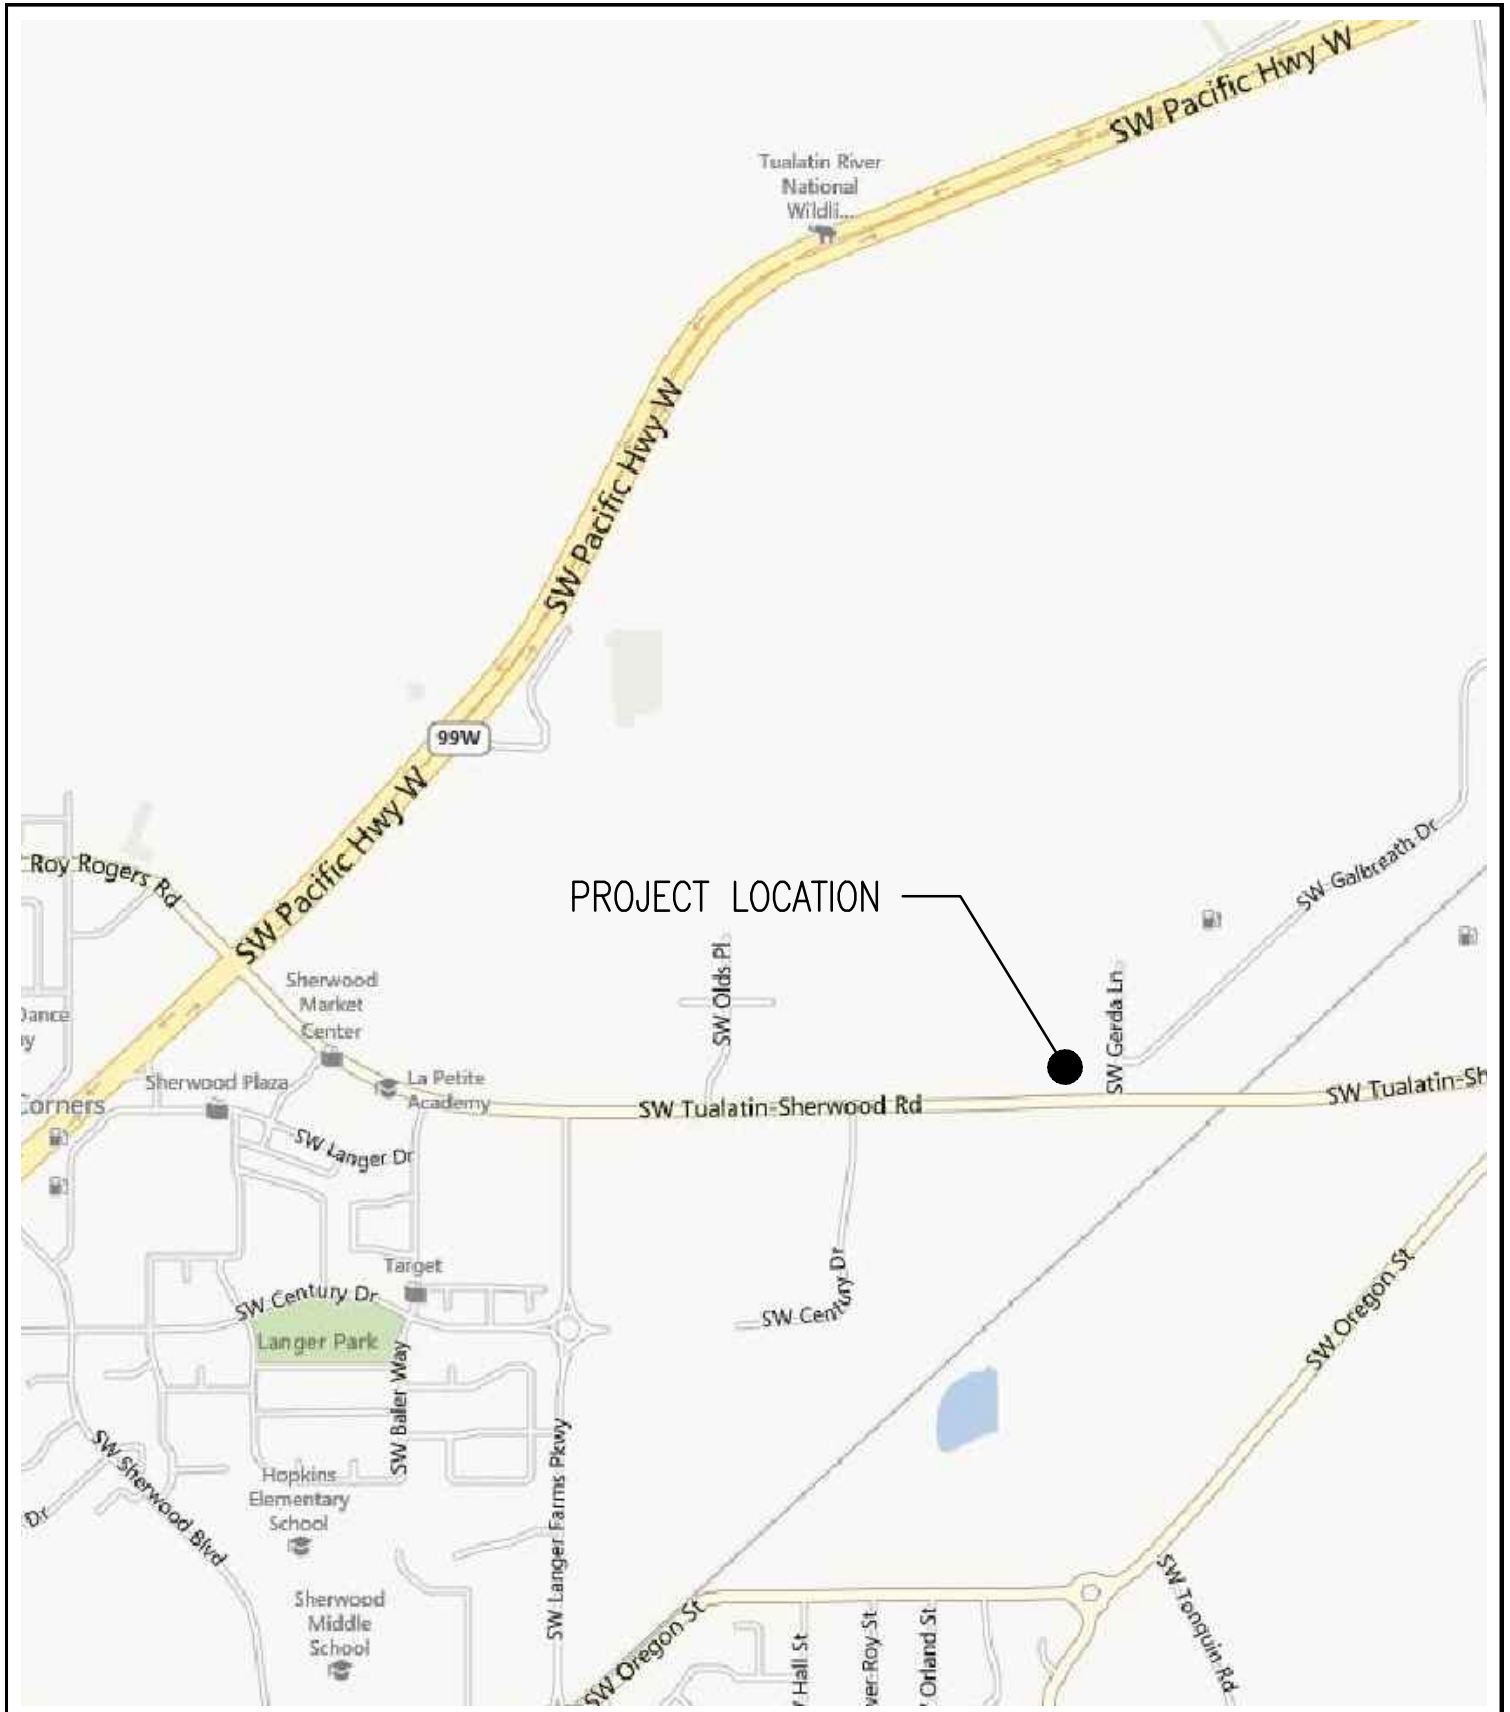 SW Pacific Hwy W
Tualatin River
National
Wildli...
SW Pacific Hwy W
99W
SW Pacific Hwy W
Roy Rogers Rd
SW Galbreath Dr
PROJECT LOCATION
SW Olds Pl
SW Gerda Ln
Sherwood
Market
Center
Dance
Sherwood Plaza
La Petite
Academy
Corners
SW Tualatin-Sherwood Rd
SW Tualatin-Sh
SW Langer Dr
Target
SW Century Dr
SW Century Dr
Langer Park
SW Baler Way
SW Oregon St
SW Sherwood Blvd
Dr
Hopkins
Elementary
School
SW Langer Farms Pkwy
Sherwood
Middle
School
SW Oregon St
Hall St
wer Roy St
Orland St
SW Tonquin Rd